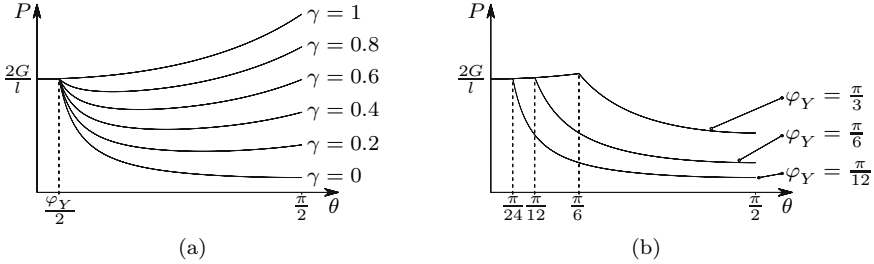 P
γ = 1
γ = 0.8
γ = 0.6
γ = 0.4
γ = 0.2
γ = 0
2G/l
φ_Y/2
π/2
θ
(a)
P
2G/l
φ_Y = π/3
φ_Y = π/6
φ_Y = π/12
π/24
π/12
π/6
π/2
θ
(b)